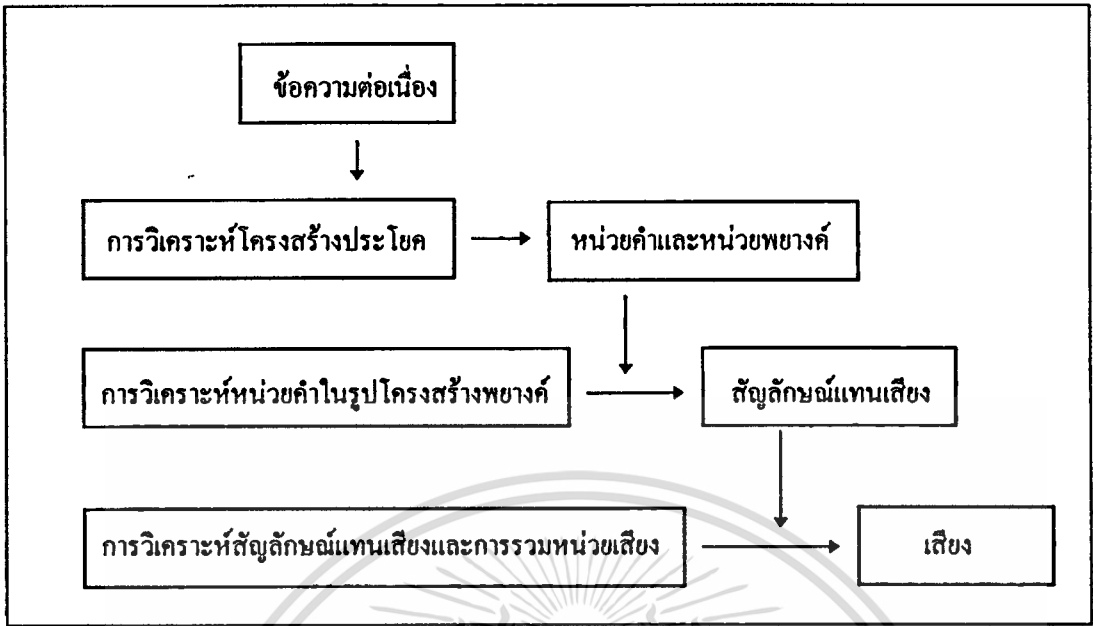 ข้อความต่อเนื่อง
การวิเคราะห์โครงสร้างประโยค
หน่วยคำและหน่วยพยางค์
การวิเคราะห์หน่วยคำในรูปโครงสร้างพยางค์
สัญลักษณ์แทนเสียง
การวิเคราะห์สัญลักษณ์แทนเสียงและการรวมหน่วยเสียง
เสียง